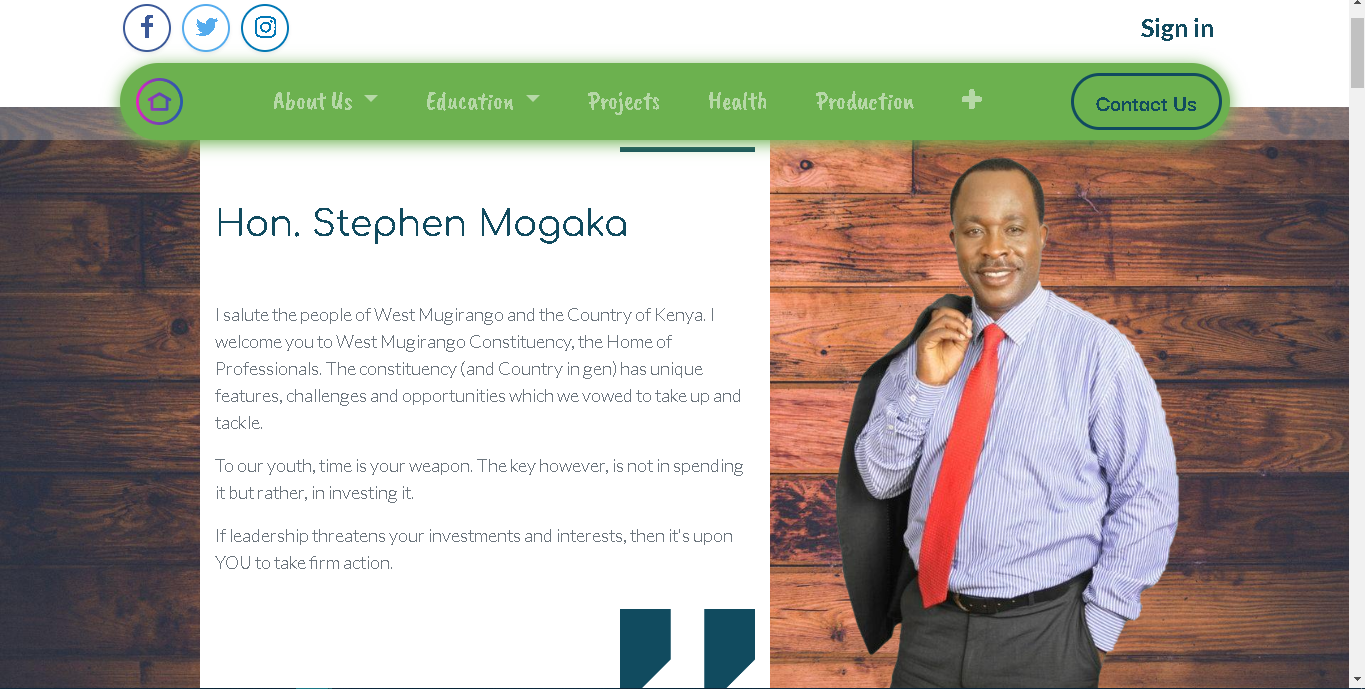 Sign in
About Us
Education
Projects
Health
Production
Contact Us
Hon. Stephen Mogaka
I salute the people of West Mugirango and the Country of Kenya. I
welcome you to West Mugirango Constituency, the Home of
Professionals. The constituency (and Country in gen) has unique
features, challenges and opportunities which we vowed to take up and
tackle.
To our youth, time is your weapon. The key however, is not in spending
it but rather, in investing it.
If leadership threatens your investments and interests, then it's upon
YOU to take firm action.